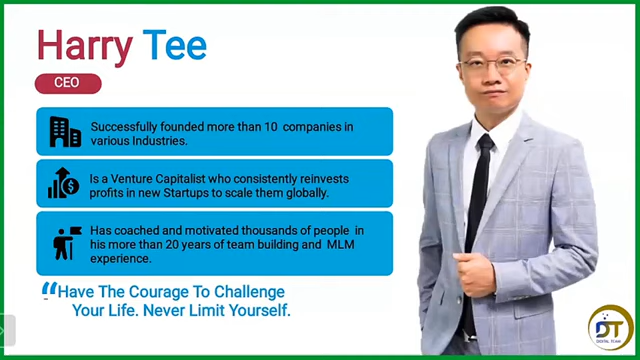 Harry Tee
CEO
Successfully founded more than 10 companies in
various Industries.
Is a Venture Capitalist who consistently reinvests
profits in new Startups to scale them globally.
Has coached and motivated thousands of people in
his more than 20 years of team building and MLM
experience.
“Have The Courage To Challenge
Your Life. Never Limit Yourself.
DT
DIGITAL TEAM